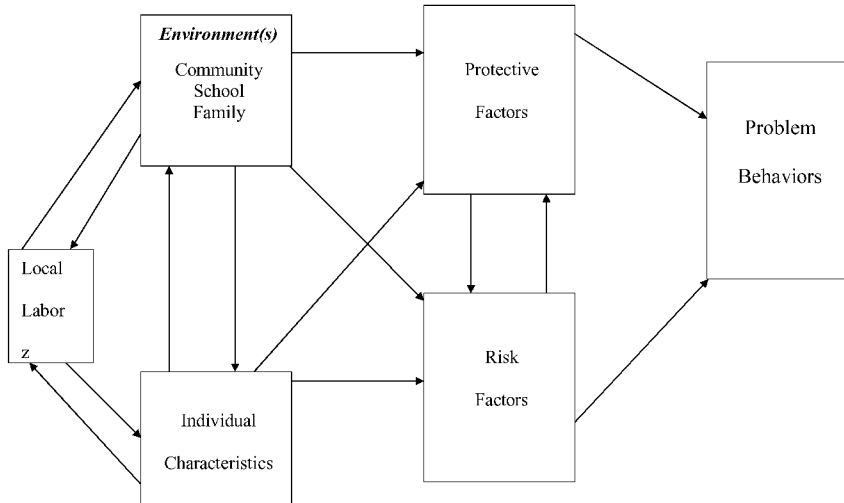 Environment(s)
Community
School
Family
Protective
Factors
Problem
Behaviors
Local
Labor
z
Risk
Factors
Individual
Characteristics